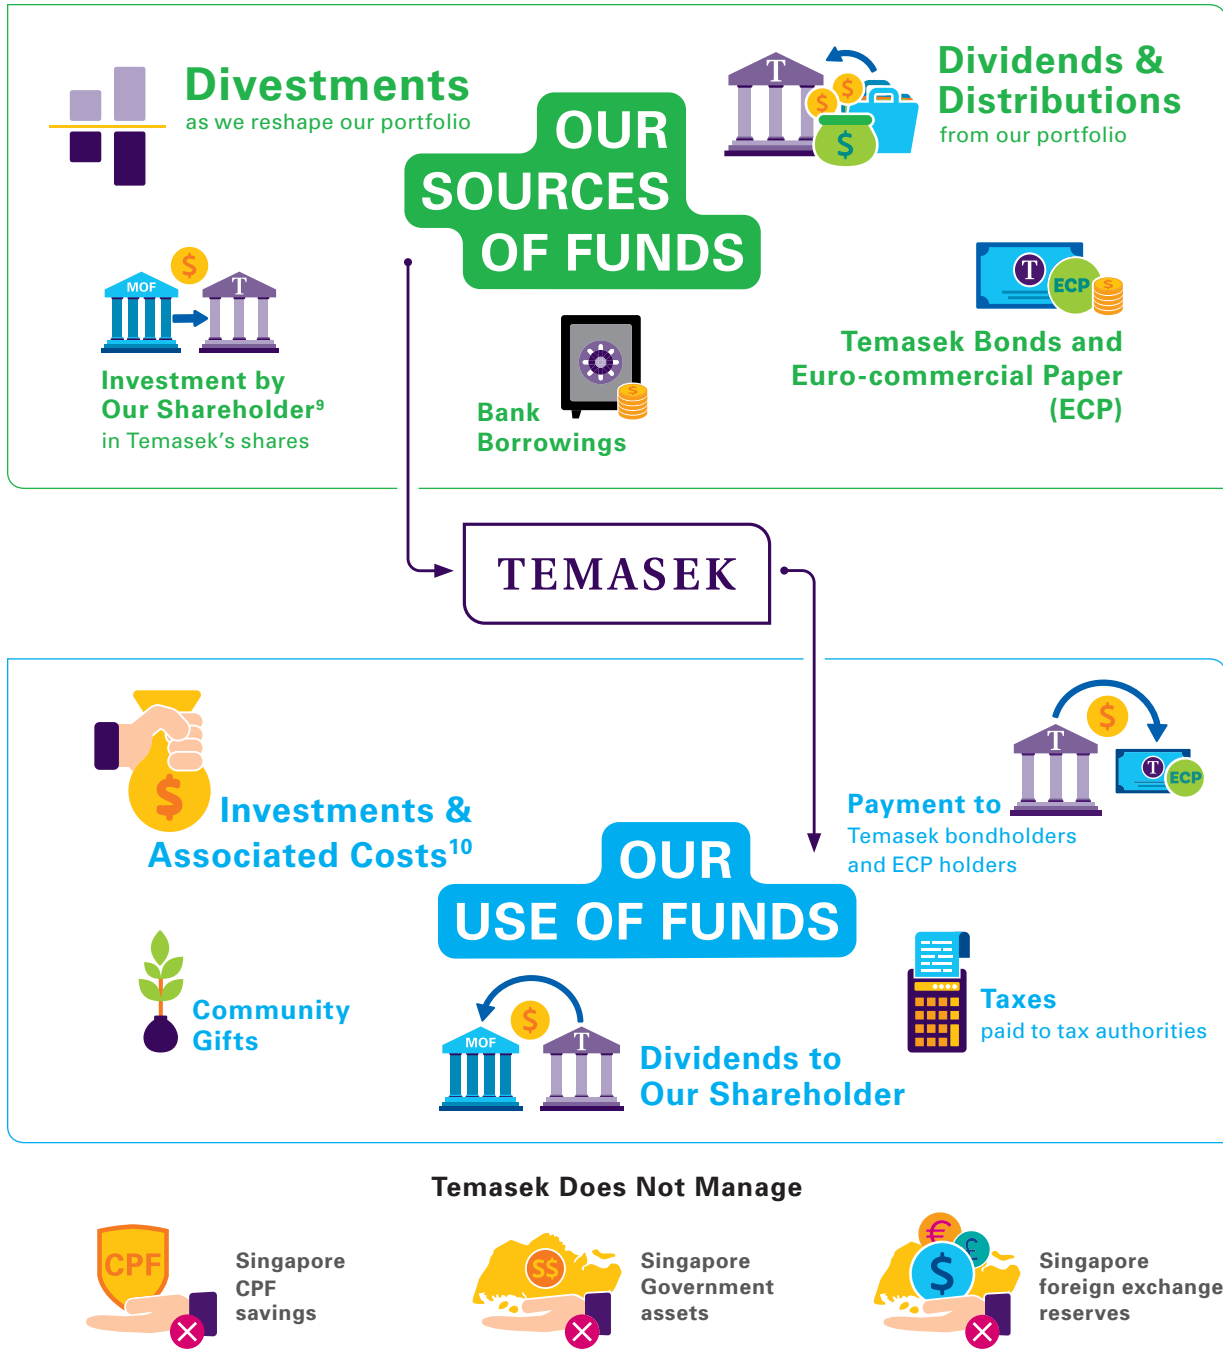 Divestments
as we reshape our portfolio
OUR
SOURCES
OF FUNDS
T
$
$
$
Dividends &
Distributions
from our portfolio
MOF
$
T
Investment by
Our Shareholder⁹
in Temasek's shares
$
Bank
Borrowings
T
ECP
$
Temasek Bonds and
Euro-commercial Paper
(ECP)
TEMASEK
$
Investments &
Associated Costs¹⁰
OUR
USE OF FUNDS
T
$
T
ECP
Payment to
Temasek bondholders
and ECP holders
Community
Gifts
MOF
$
T
Dividends to
Our Shareholder
Taxes
paid to tax authorities
Temasek Does Not Manage
CPF
Singapore
CPF
savings
S$
Singapore
Government
assets
€
£
$
Singapore
foreign exchange
reserves